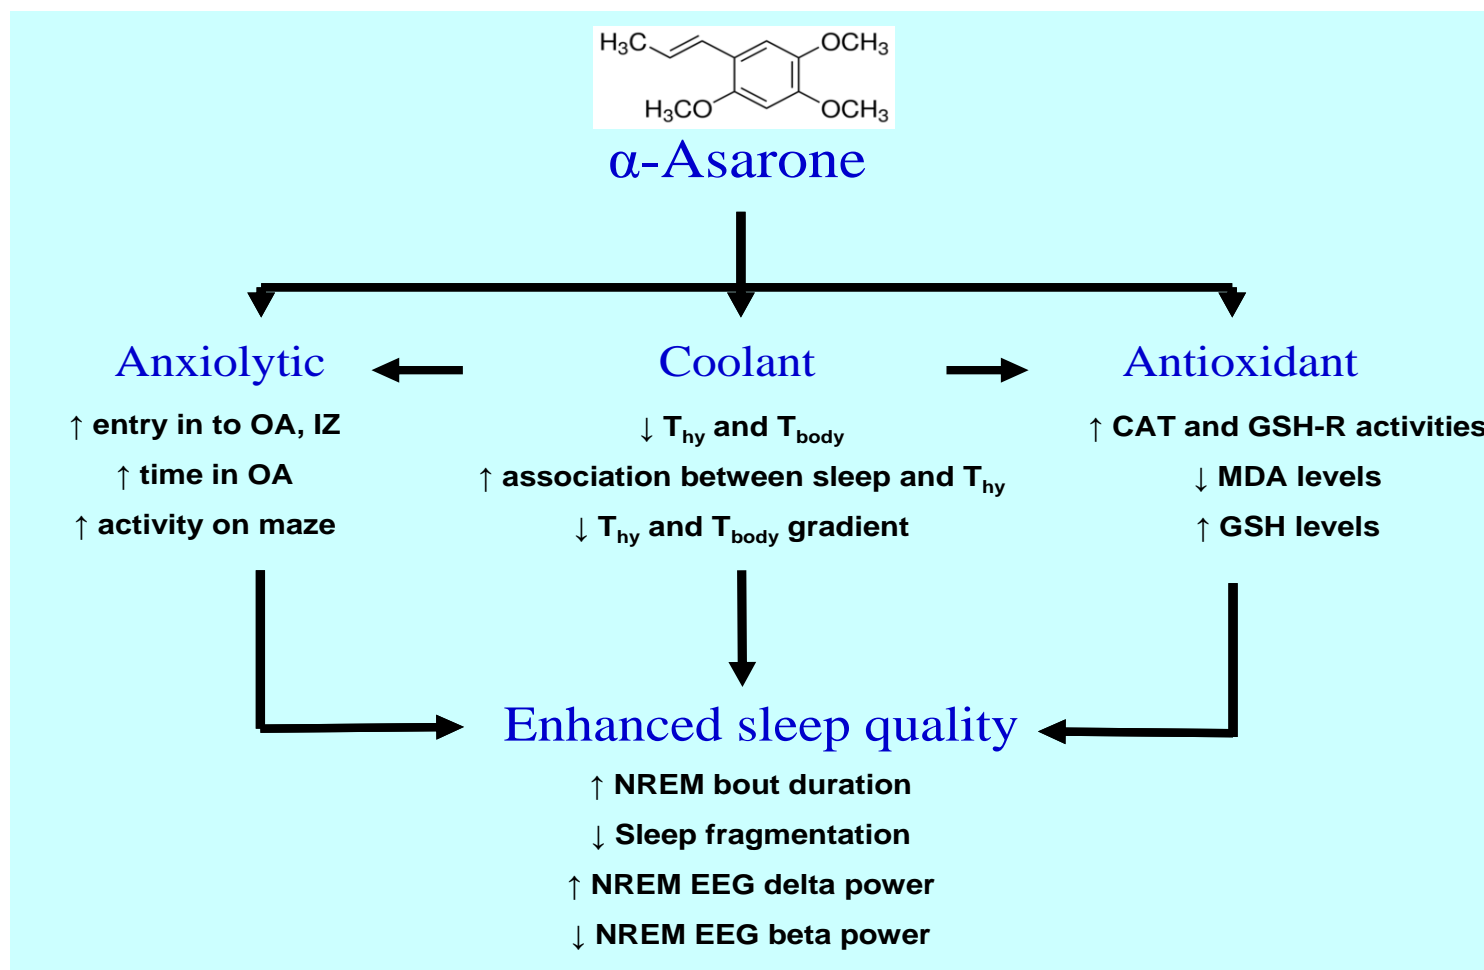 H3C
OCH3
H3CO
OCH3
α-Asarone
Anxiolytic
↑ entry in to OA, IZ
↑ time in OA
↑ activity on maze
Coolant
↓ Thy and Tbody
↑ association between sleep and Thy
↓ Thy and Tbody gradient
Antioxidant
↑ CAT and GSH-R activities
↓ MDA levels
↑ GSH levels
Enhanced sleep quality
↑ NREM bout duration
↓ Sleep fragmentation
↑ NREM EEG delta power
↓ NREM EEG beta power